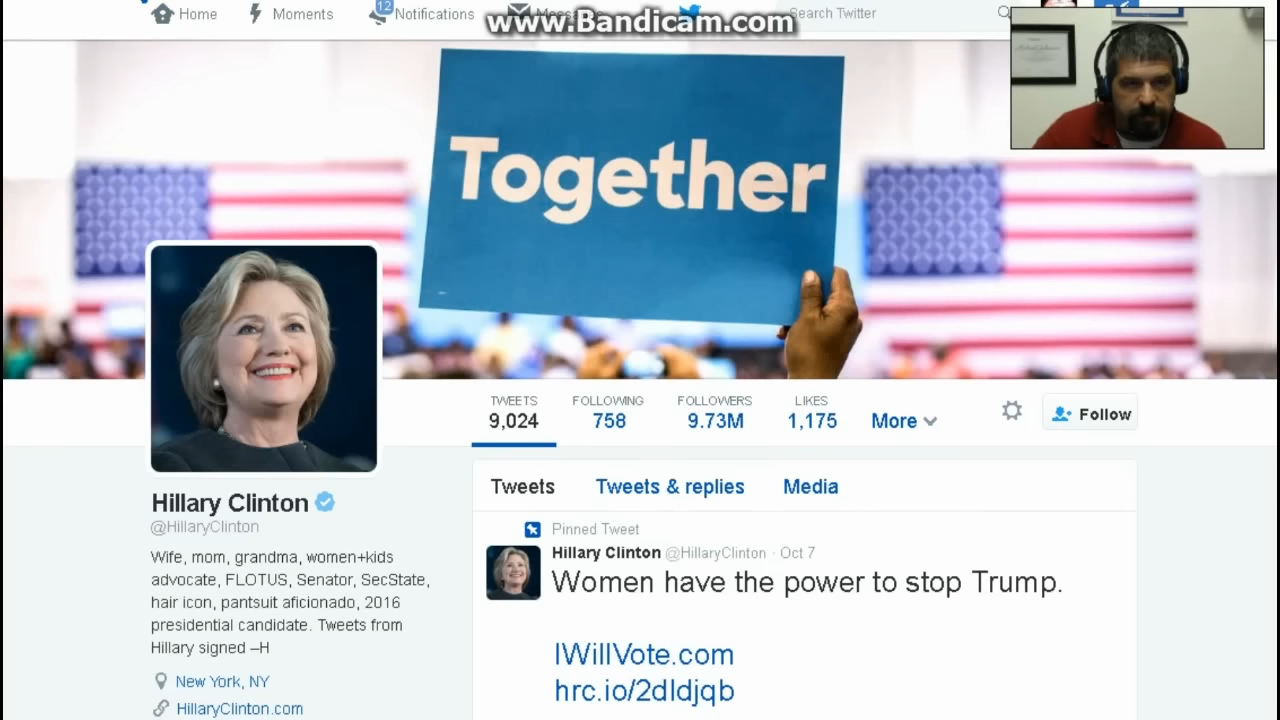 Home
Moments
12
Notifications
www.Bandicam.com
Search Twitter
Together
TWEETS
9,024
FOLLOWING
758
FOLLOWERS
9.73M
LIKES
1,175
More
Follow
Hillary Clinton
@HillaryClinton
Wife, mom, grandma, women+kids
advocate, FLOTUS, Senator, SecState,
hair icon, pantsuit aficionado, 2016
presidential candidate. Tweets from
Hillary signed –H
New York, NY
HillaryClinton.com
Tweets
Tweets & replies
Media
Pinned Tweet
Hillary Clinton @HillaryClinton · Oct 7
Women have the power to stop Trump.
IWillVote.com
hrc.io/2dIdjqb